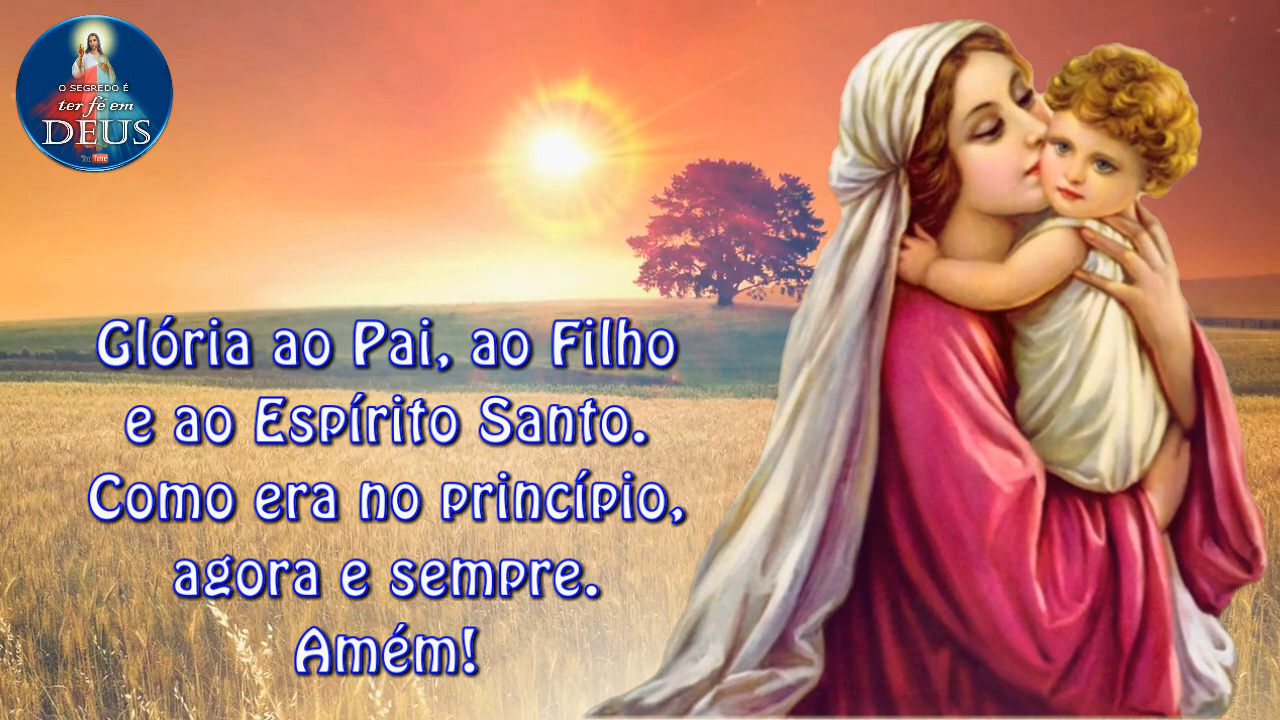 O SEGREDO É
ter fé em
DEUS
Glória ao Pai, ao Filho
e ao Espírito Santo.
Como era no princípio,
agora e sempre.
Amém!